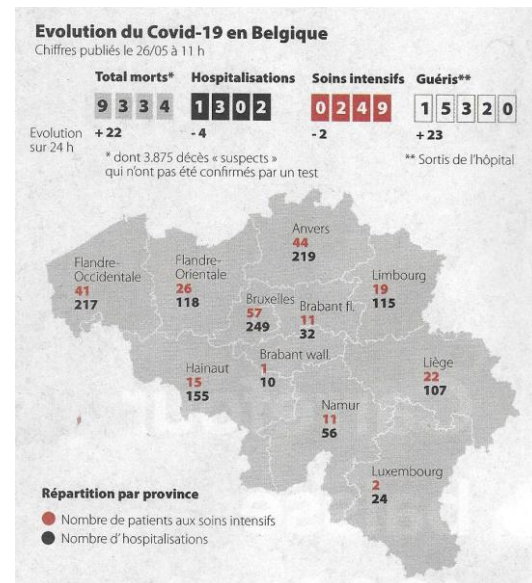 Evolution du Covid-19 en Belgique
Chiffres publiés le 26/05 à 11 h
Total morts* Hospitalisations Soins intensifs Guéris**
9334 1302 0249 15320
Evolution sur 24 h
+ 22 - 4 - 2 + 23
* dont 3.875 décès « suspects »
qui n'ont pas été confirmés par un test
** Sortis de l'hôpital
Anvers
44
219
Flandre-
Occidentale
41
217
Flandre-
Orientale
26
118
Limbourg
19
115
Bruxelles
57
249
Brabant fl.
11
32
Brabant wall.
1
10
Hainaut
15
155
Liège
22
107
Namur
11
56
Luxembourg
2
24
Répartition par province
Nombre de patients aux soins intensifs
Nombre d'hospitalisations